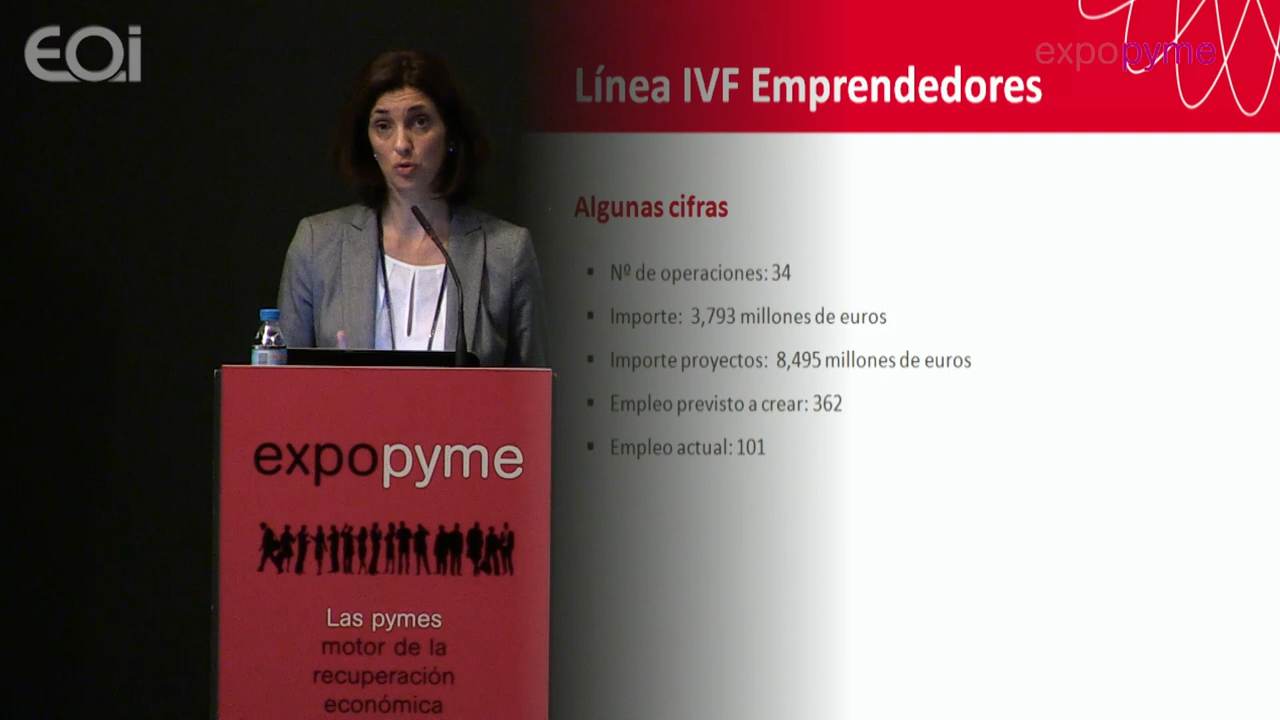 EOi
expopyme
Línea IVF Emprendedores
Algunas cifras
▪ Nº de operaciones: 34
▪ Importe: 3,793 millones de euros
▪ Importe proyectos: 8,495 millones de euros
▪ Empleo previsto a crear: 362
▪ Empleo actual: 101
expopyme
Las pymes
motor de la
recuperación
económica